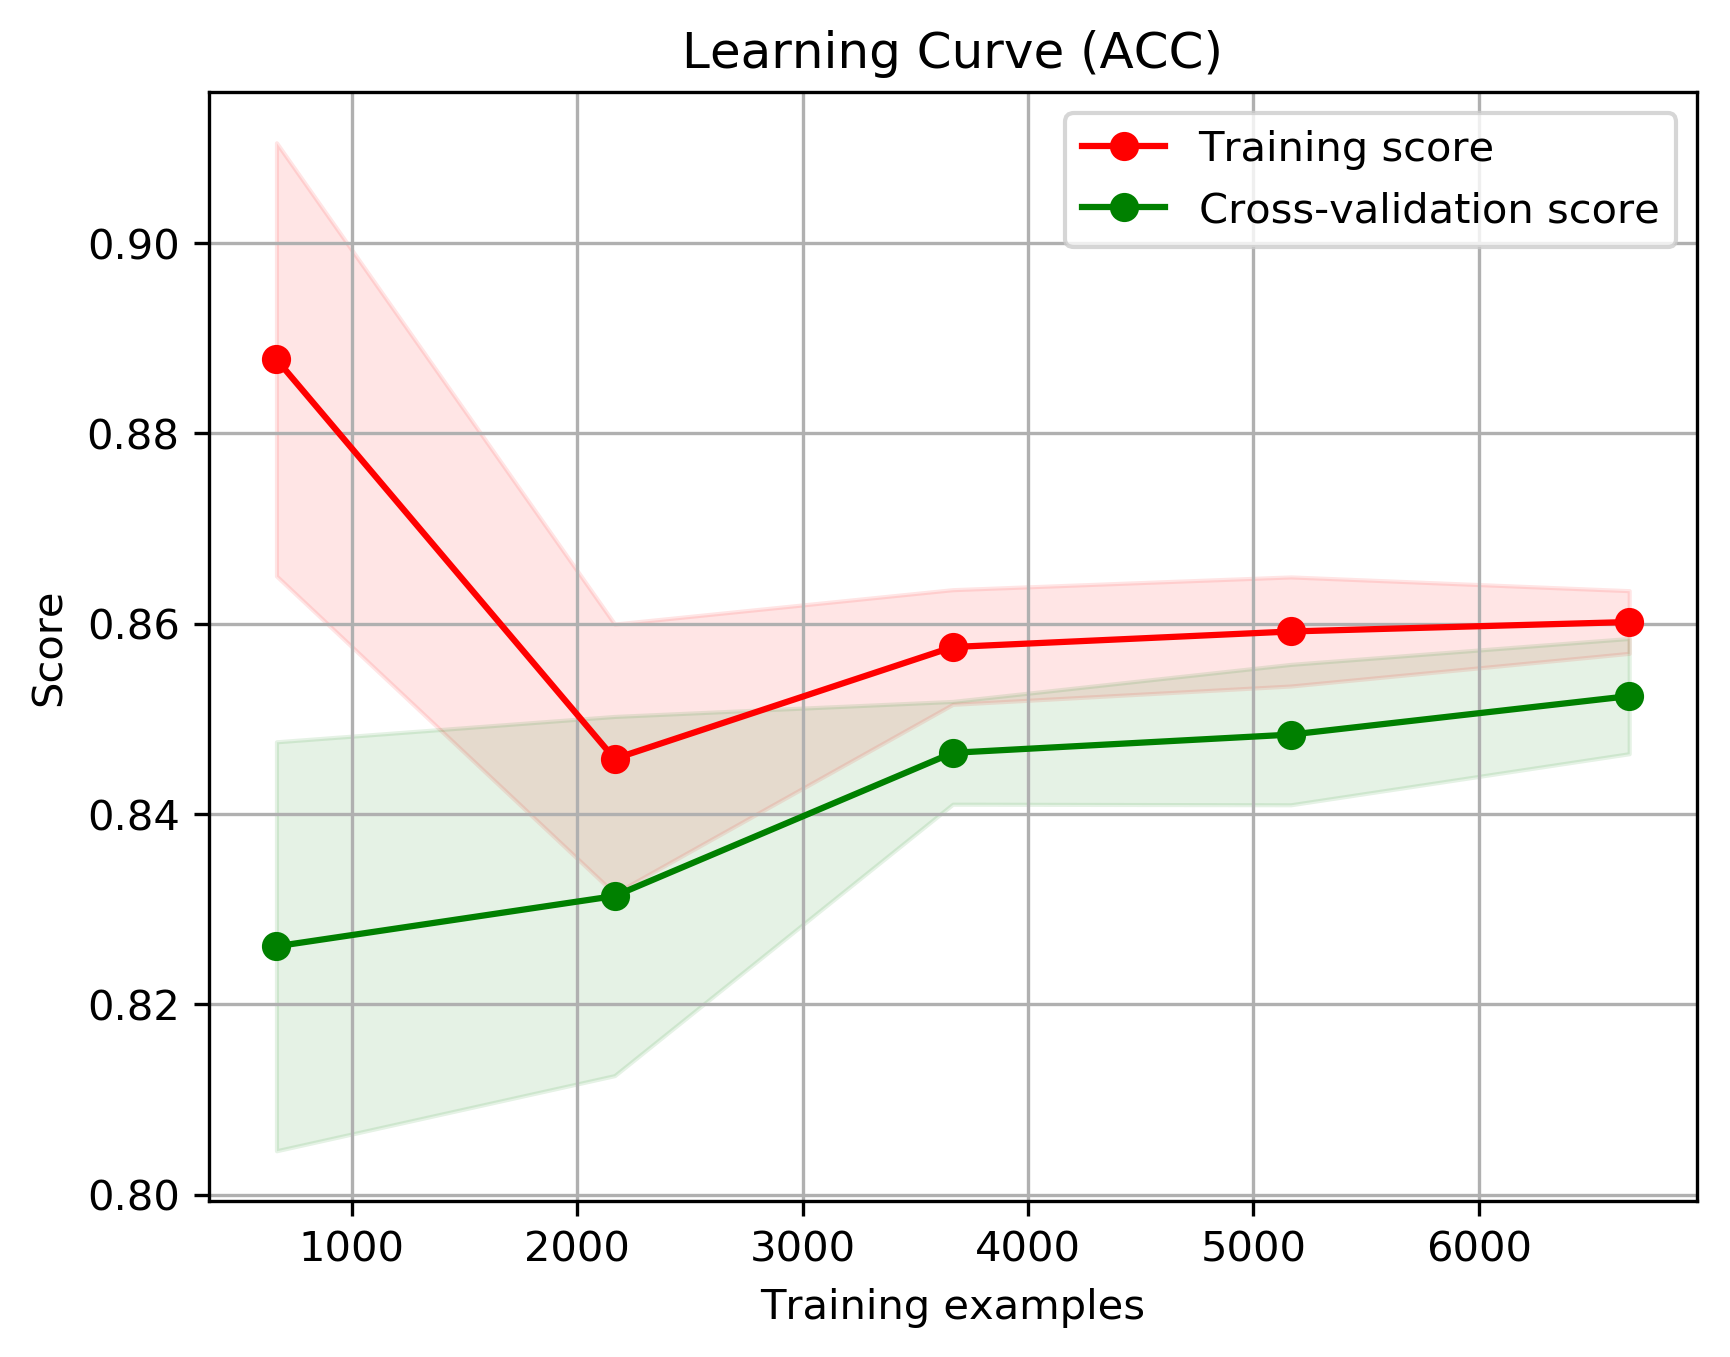 Learning Curve (ACC)
Training score
Cross-validation score
0.90
0.88
0.86
0.84
0.82
0.80
Score
1000 2000 3000 4000 5000 6000
Training examples